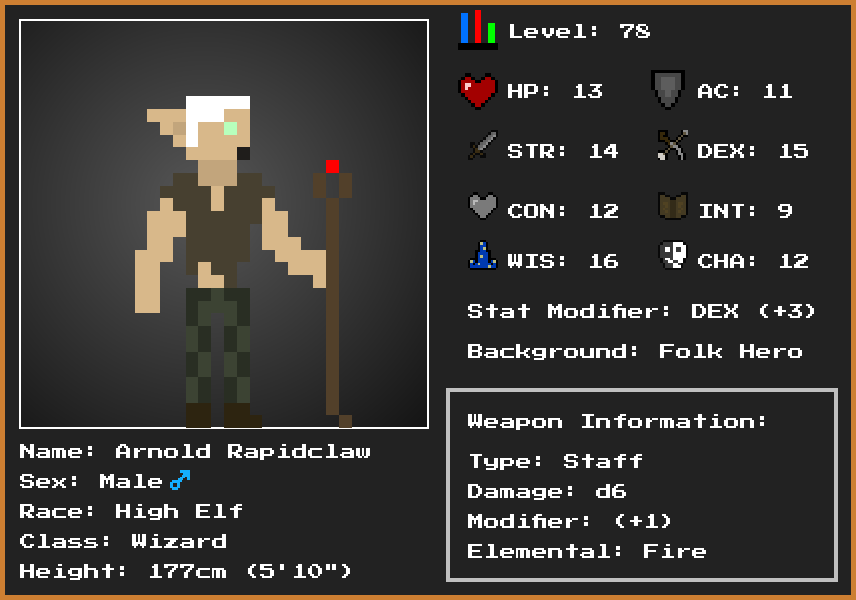 Level: 78
HP: 13 AC: 11
STR: 14 DEX: 15
CON: 12 INT: 9
WIS: 16 CHA: 12
Stat Modifier: DEX (+3)
Background: Folk Hero
Weapon Information:
Type: Staff
Damage: d6
Modifier: (+1)
Elemental: Fire
Name: Arnold Rapidclaw
Sex: Male ♂
Race: High Elf
Class: Wizard
Height: 177cm (5'10")